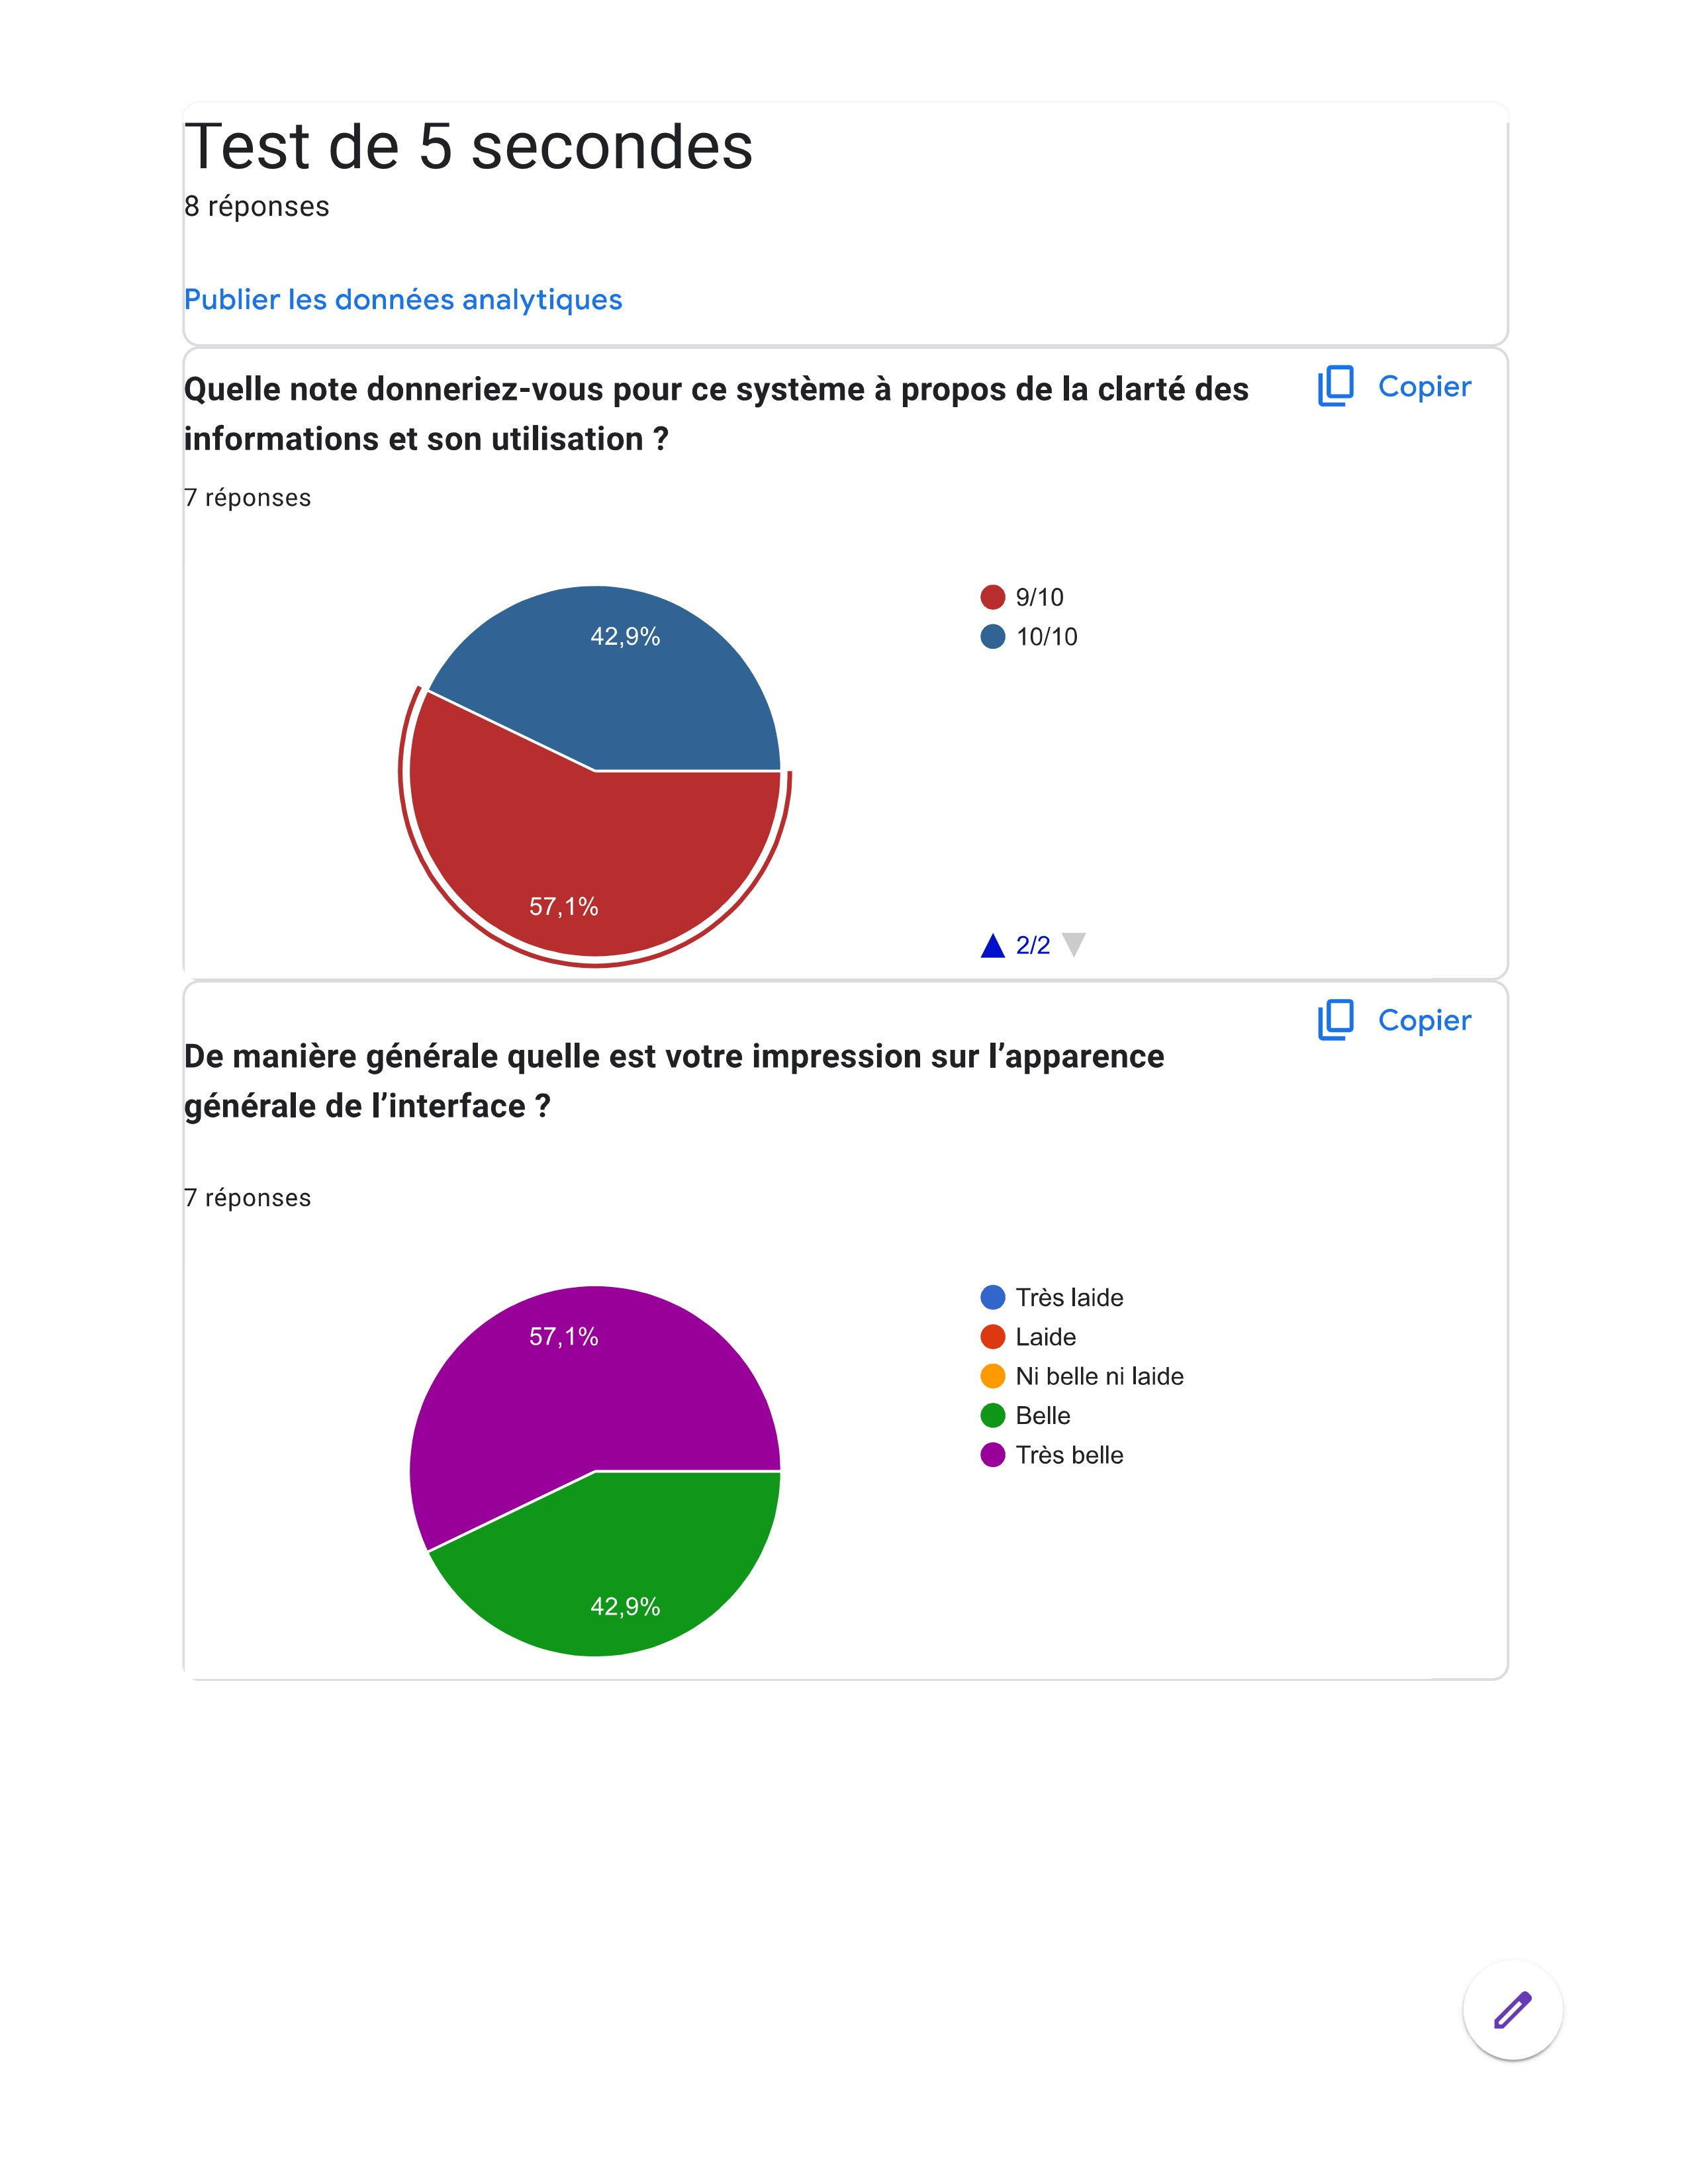 Test de 5 secondes
8 réponses
Publier les données analytiques
Quelle note donneriez-vous pour ce système à propos de la clarté des
informations et son utilisation ?
Copier
7 réponses
42,9%
57,1%
9/10
10/10
2/2
Copier
De manière générale quelle est votre impression sur l’apparence
générale de l’interface ?
7 réponses
57,1%
42,9%
Très laide
Laide
Ni belle ni laide
Belle
Très belle